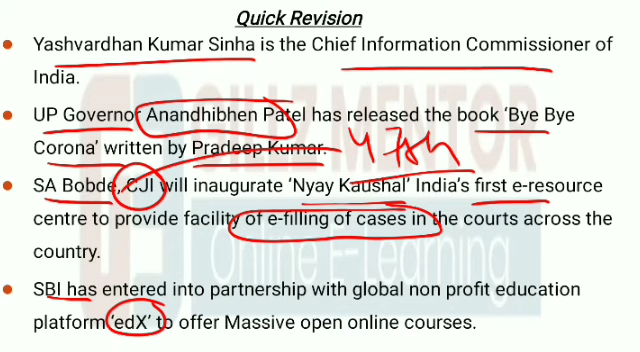 Quick Revision
Yashvardhan Kumar Sinha is the Chief Information Commissioner of
India.
UP Governor Anandhibhen Patel has released the book ‘Bye Bye
Corona’ written by Pradeep Kumar.
SA Bobde, CJI will inaugurate ‘Nyay Kaushal’ India’s first e-resource
centre to provide facility of e-filling of cases in the courts across the
country.
SBI has entered into partnership with global non profit education
platform ‘edX’ to offer Massive open online courses.
MENTOR
Online E-Learning